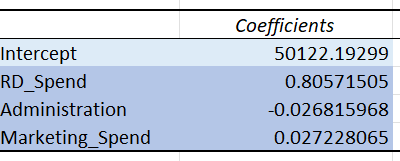 Coefficients
Intercept 50122.19299
RD_Spend 0.80571505
Administration -0.026815968
Marketing_Spend 0.027228065